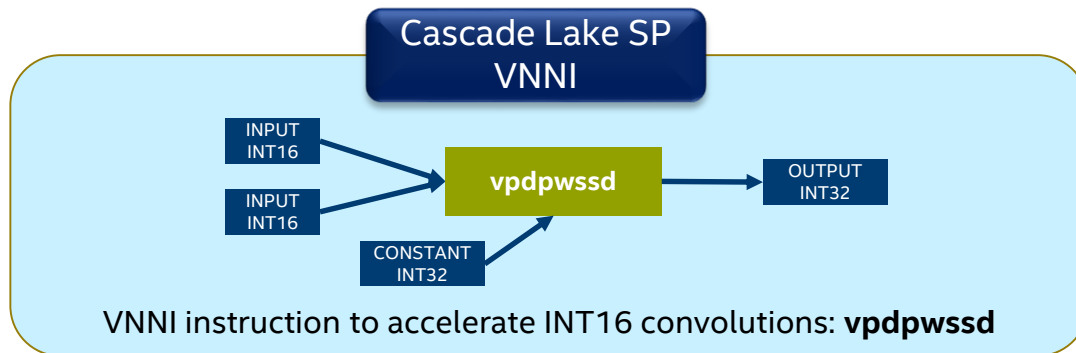 Cascade Lake SP
VNNI
INPUT
INT16
INPUT
INT16
vpdpwssd
OUTPUT
INT32
CONSTANT
INT32
VNNI instruction to accelerate INT16 convolutions: vpdpwssd